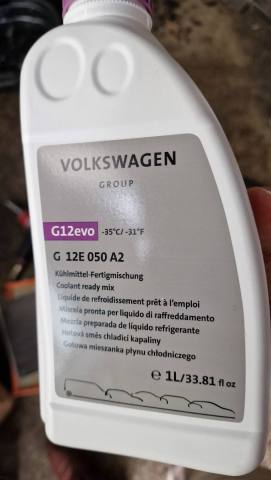 VOLKSWAGEN
GROUP
G12evo -35°C/ -31°F
G 12E 050 A2
Kühlmittel-Fertigmischung
Coolant ready mix
Liquide de refroidissement prêt à l'emploi
Miscela pronta per liquido di raffreddamento
Mezcla preparada de líquido refrigerante
Hotová směs chladicí kapaliny
Gotowa mieszanka płynu chłodniczego
℮ 1L/33.81 fl oz